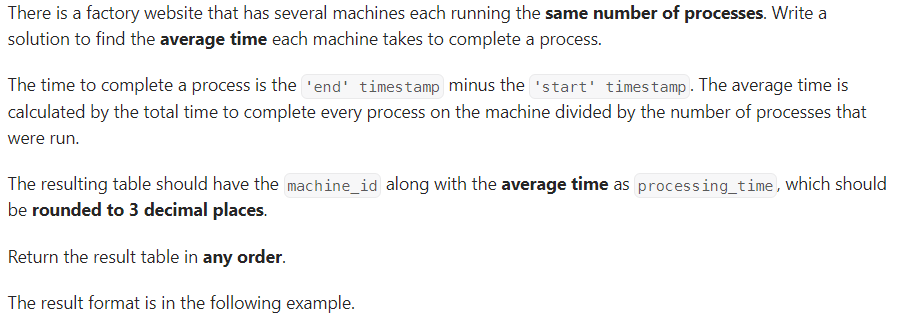 There is a factory website that has several machines each running the same number of processes. Write a
solution to find the average time each machine takes to complete a process.
The time to complete a process is the 'end' timestamp minus the 'start' timestamp. The average time is
calculated by the total time to complete every process on the machine divided by the number of processes that
were run.
The resulting table should have the machine_id along with the average time as processing_time, which should
be rounded to 3 decimal places.
Return the result table in any order.
The result format is in the following example.